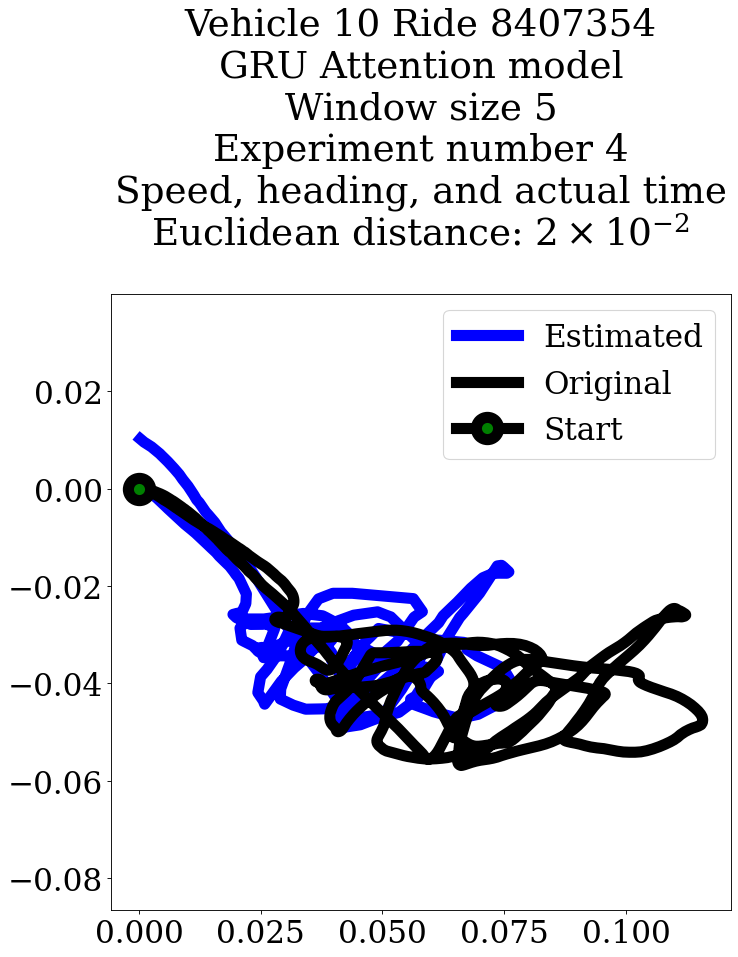 Vehicle 10 Ride 8407354
GRU Attention model
Window size 5
Experiment number 4
Speed, heading, and actual time
Euclidean distance: 2 × 10⁻²
Estimated
Original
Start
0.02
0.00
−0.02
−0.04
−0.06
−0.08
0.000 0.025 0.050 0.075 0.100